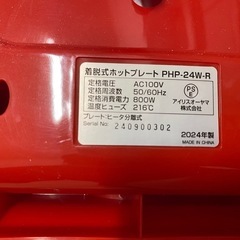 着脱式ホットプレート PHP-24W-R
定格電圧 AC100V
定格周波数 50/60Hz
定格消費電力 800W
温度ヒューズ 216℃
プレート:ヒータ分離式
Serial No: 240900302
PSE
アイリスオーヤマ
株式会社
2024年製
MADE IN CHINA